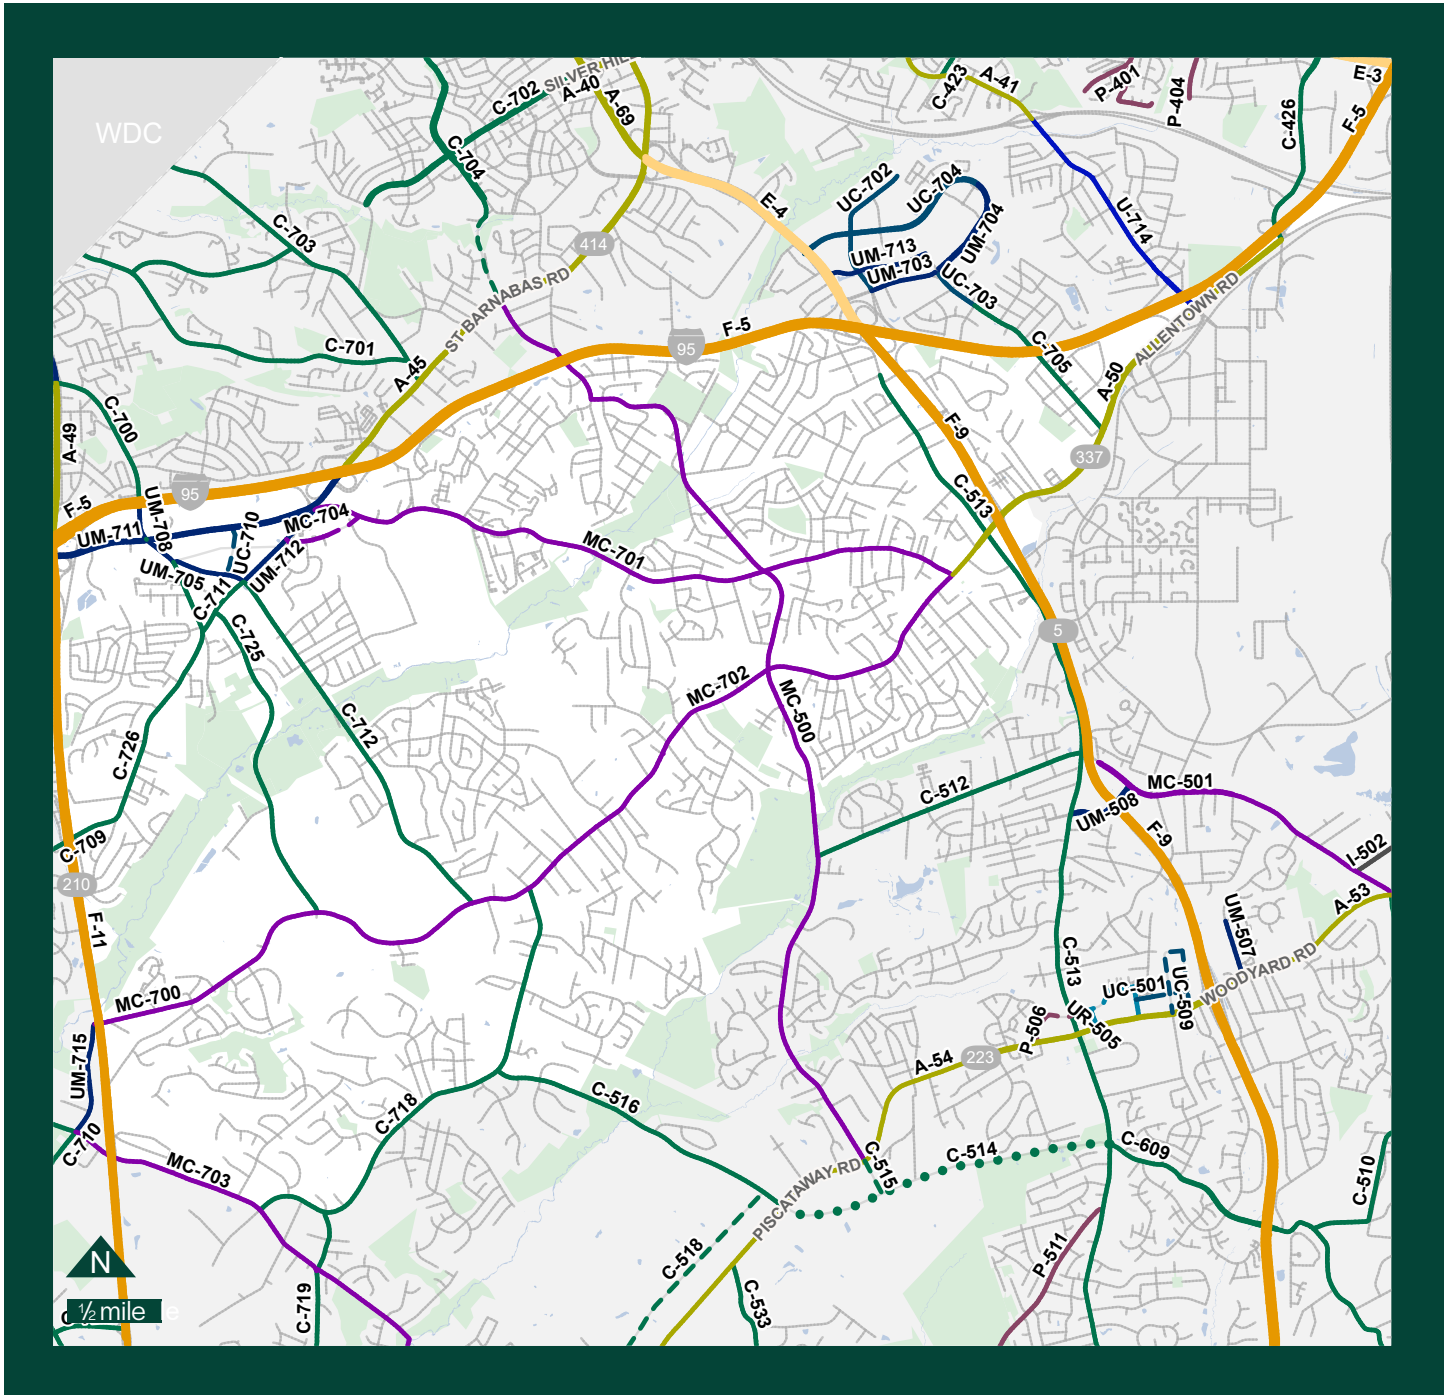 SILVER HIL
C-702
A-40
A-69
C-423
A-41
P-401
P-404
E-3
F-5
C-426
WDC
C-704
C-703
E-4
UC-702
UC-704
UM-704
U-714
414
UM-713
UM-703
UC-703
ST BARNABAS RD
ALLENTOWN RD
F-5
95
C-701
A-45
C-705
A-50
C-700
A-49
F-9
337
95
F-5
UM-708
C-513
UM-711
UC-710
MC-704
MC-701
UM-705
UM-712
C-711
C-725
5
MC-702
MC-500
C-712
C-726
C-512
MC-501
UM-508
F-9
C-709
I-502
210
A-53
F-11
UM-507
WOODYARD RD
C-513
UC-501
UC-509
MC-700
UR-505
P-506
UM-715
A-54
223
C-516
C-718
C-710
MC-703
C-514
C-609
C-515
PISCATAWAY RD
C-510
C-518
P-511
C-719
C-533
N
½ mile